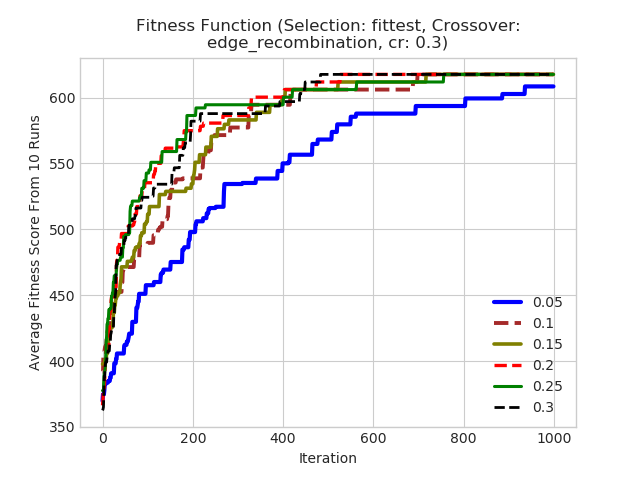 Fitness Function (Selection: fittest, Crossover:
edge_recombination, cr: 0.3)
Average Fitness Score From 10 Runs
600
550
500
450
400
350
0.05
0.1
0.15
0.2
0.25
0.3
0 200 400 600 800 1000
Iteration